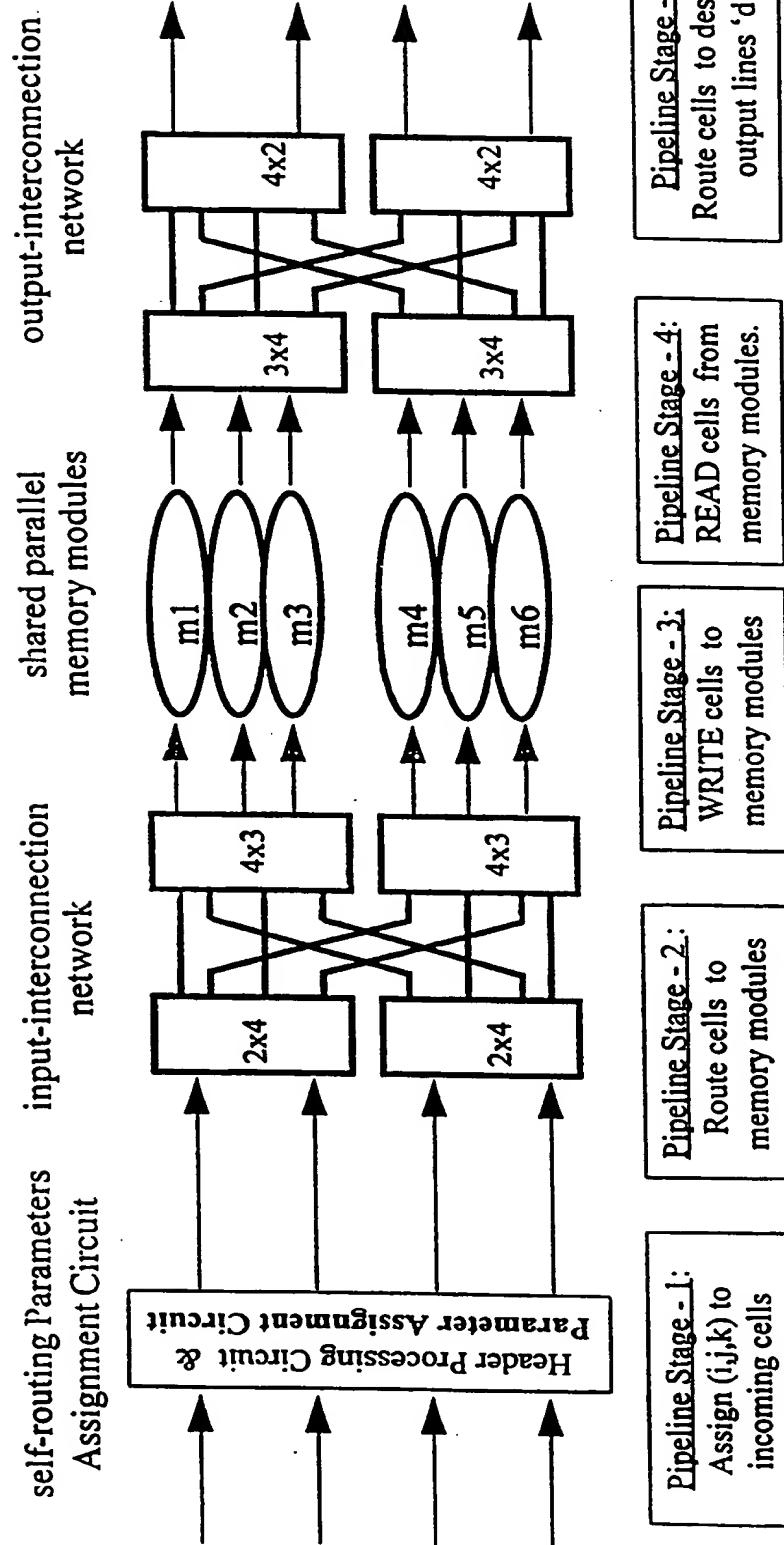 self-routing Parameters
Assignment Circuit
input-interconnection
network
shared parallel
memory modules
output-interconnection
network
Header Processing Circuit &
Parameter Assignment Circuit
2x4
2x4
4x3
4x3
m1
m2
m3
m4
m5
m6
3x4
3x4
4x2
4x2
Pipeline Stage - 1:
Assign (i,j,k) to
incoming cells
Pipeline Stage - 2 :
Route cells to
memory modules
Pipeline Stage - 3:
WRITE cells to
memory modules
Pipeline Stage - 4:
READ cells from
memory modules.
Pipeline Stage -
Route cells to des
output lines ‘d